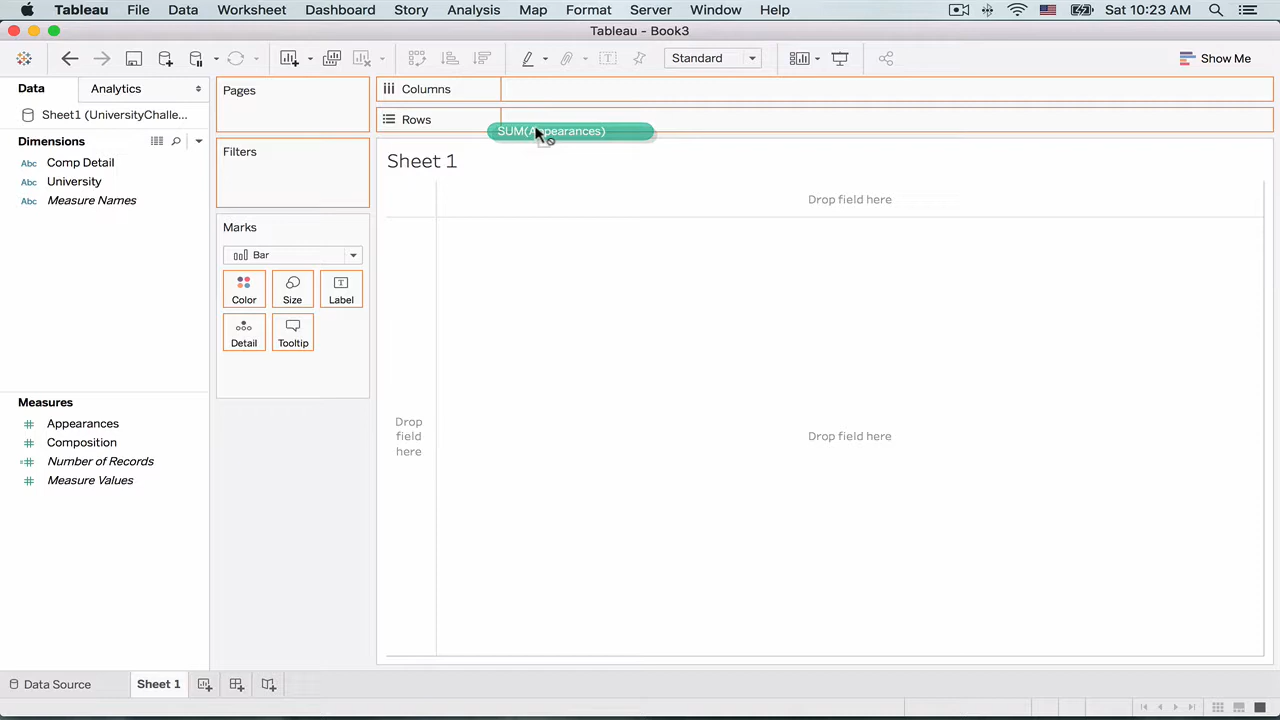 Tableau File Data Worksheet Dashboard Story Analysis Map Format Server Window Help Sat 10:23 AM
Tableau - Book3
Standard Show Me
Data Analytics
Sheet1 (UniversityChalle...
Dimensions
Abc Comp Detail
Abc University
Abc Measure Names
Measures
Appearances
Composition
Number of Records
Measure Values
Pages
Filters
Marks
Bar
Color Size Label
Detail Tooltip
Columns
Rows
SUM(Appearances)
Sheet 1
Drop field here
Drop
field
here
Drop field here
Data Source Sheet 1